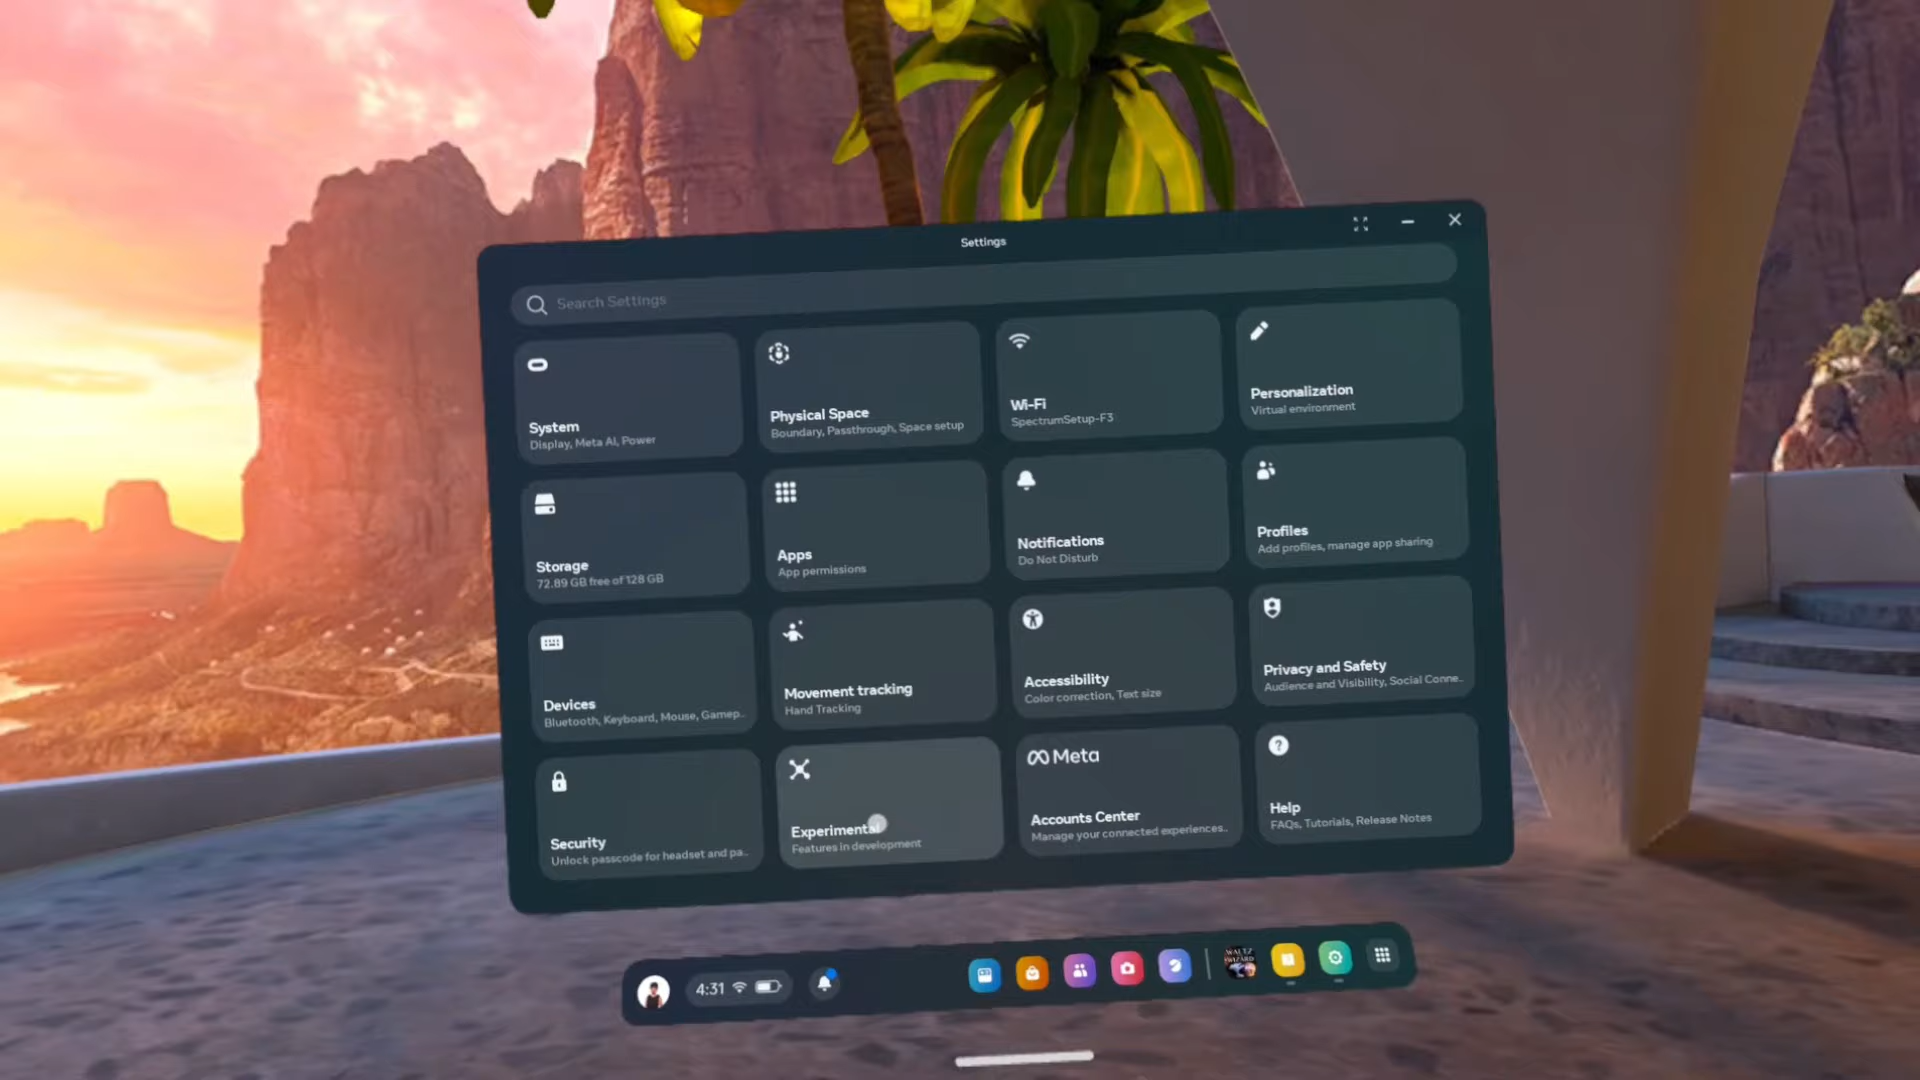 Settings
Search Settings
System
Display, Meta AI, Power
Physical Space
Boundary, Passthrough, Space setup
Wi-Fi
SpectrumSetup-F3
Personalization
Virtual environment
Storage
72.89 GB free of 128 GB
Apps
App permissions
Notifications
Do Not Disturb
Profiles
Add profiles, manage app sharing
Devices
Bluetooth, Keyboard, Mouse, Gamep..
Movement tracking
Hand Tracking
Accessibility
Color correction, Text size
Privacy and Safety
Audience and Visibility, Social Conne..
Security
Unlock passcode for headset and pa..
Experimental
Features in development
Meta
Accounts Center
Manage your connected experiences..
Help
FAQs, Tutorials, Release Notes
4:31
WALTZ
WIZARD